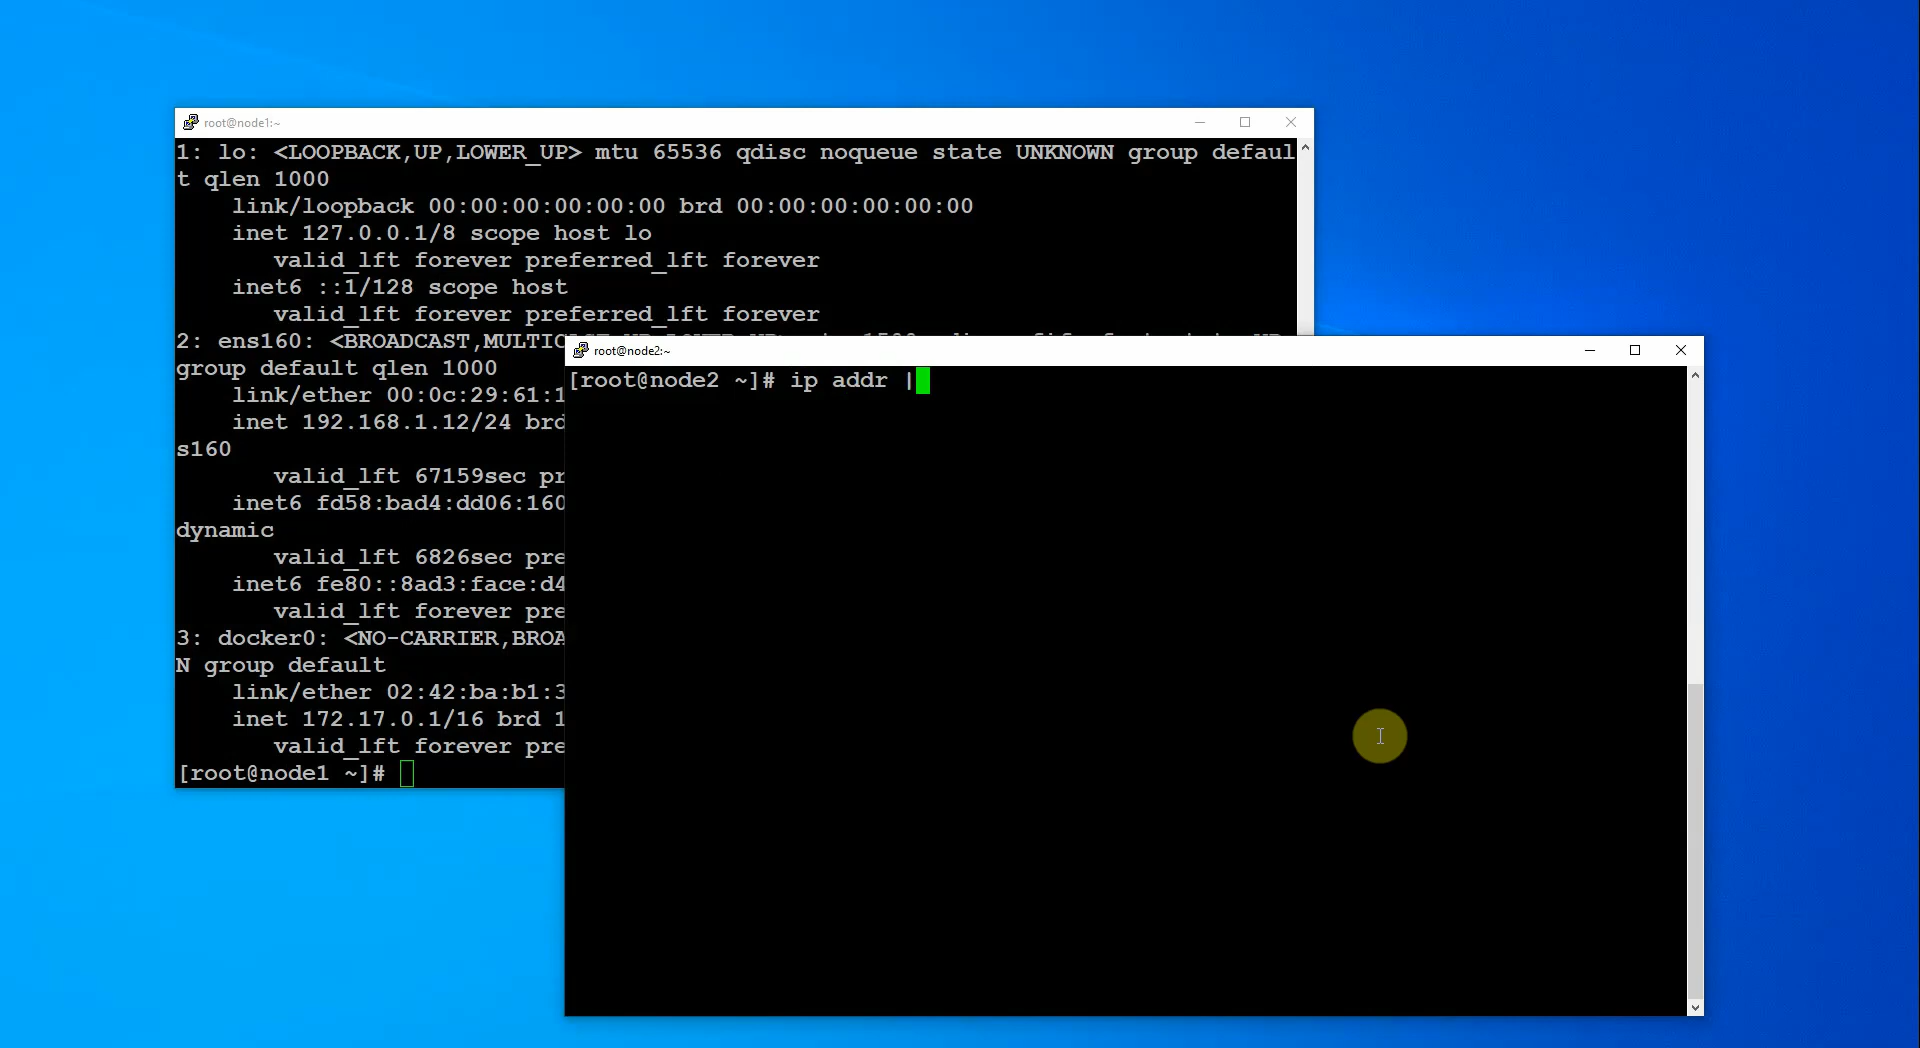 root@node1:~
1: lo: <LOOPBACK,UP,LOWER_UP> mtu 65536 qdisc noqueue state UNKNOWN group defaul
t qlen 1000
link/loopback 00:00:00:00:00:00 brd 00:00:00:00:00:00
inet 127.0.0.1/8 scope host lo
valid_lft forever preferred_lft forever
inet6 ::1/128 scope host
valid_lft forever preferred_lft forever
2: ens160: <BROADCAST,MULTIC
group default qlen 1000
link/ether 00:0c:29:61:1
inet 192.168.1.12/24 brd
s160
valid_lft 67159sec pr
inet6 fd58:bad4:dd06:160
dynamic
valid_lft 6826sec pre
inet6 fe80::8ad3:face:d4
valid_lft forever pre
3: docker0: <NO-CARRIER,BROA
N group default
link/ether 02:42:ba:b1:3
inet 172.17.0.1/16 brd 1
valid_lft forever pre
[root@node1 ~]#
root@node2:~
[root@node2 ~]# ip addr |